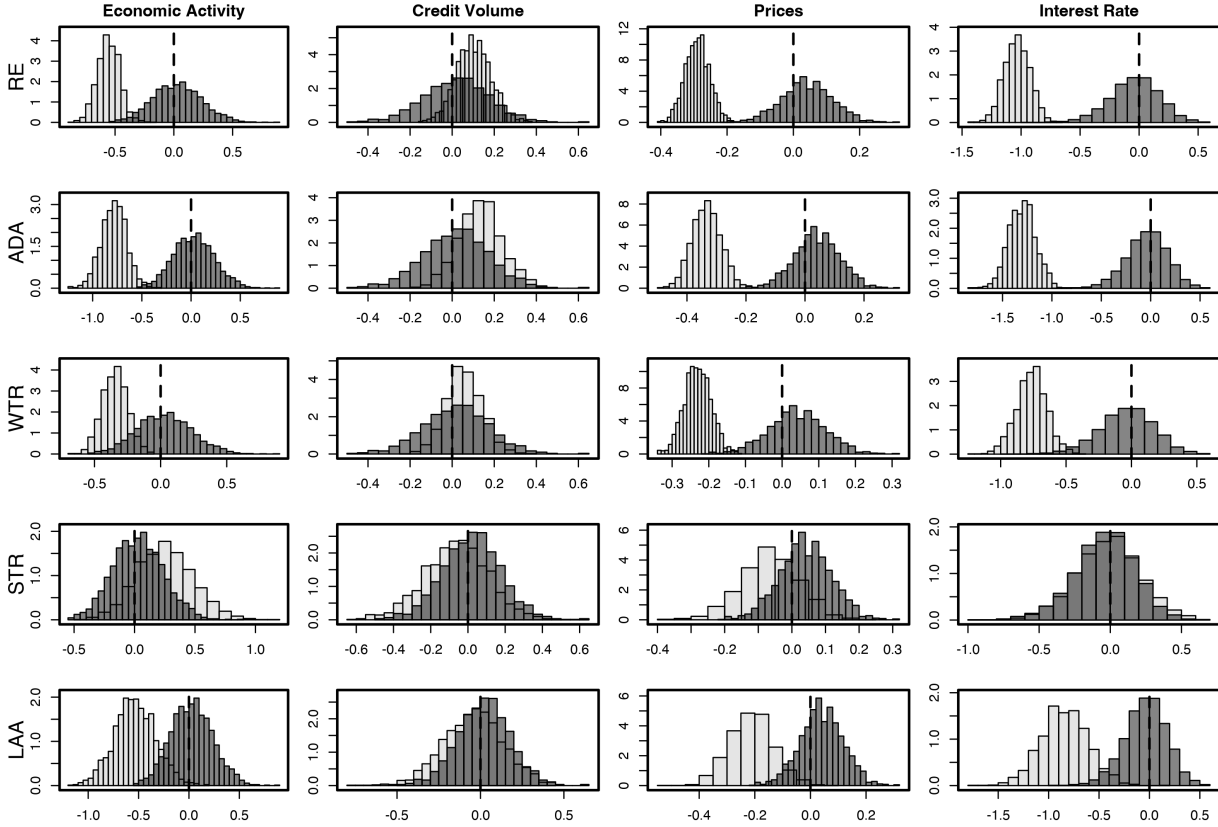 Economic Activity Credit Volume Prices Interest Rate
RE
0 1 2 3 4
0 1 2 3 4 5
0 4 8 12
0 1 2 3 4
-0.5 0.0 0.5
-0.4 -0.2 0.0 0.2 0.4 0.6
-0.4 -0.2 0.0 0.2
-1.5 -1.0 -0.5 0.0 0.5
ADA
0.0 1.5 3.0
0 1 2 3 4
0 2 4 6 8
0.0 1.0 2.0 3.0
-1.0 -0.5 0.0 0.5
-0.4 -0.2 0.0 0.2 0.4 0.6
-0.4 -0.2 0.0 0.2
-1.5 -1.0 -0.5 0.0 0.5
WTR
0 1 2 3 4
0 1 2 3 4
0 4 8
0 1 2 3
-0.5 0.0 0.5
-0.4 -0.2 0.0 0.2 0.4 0.6
-0.3 -0.2 -0.1 0.0 0.1 0.2 0.3
-1.0 -0.5 0.0 0.5
STR
0.0 1.0 2.0
0.0 1.0 2.0
0 2 4 6
0.0 1.0 2.0
-0.5 0.0 0.5 1.0
-0.6 -0.4 -0.2 0.0 0.2 0.4 0.6
-0.4 -0.2 0.0 0.1 0.2 0.3
-1.0 -0.5 0.0 0.5
LAA
0.0 1.0 2.0
0.0 1.0 2.0
0 2 4 6
0.0 1.0 2.0
-1.0 -0.5 0.0 0.5
-0.5 0.0 0.5
-0.4 -0.2 0.0 0.2
-1.5 -1.0 -0.5 0.0 0.5